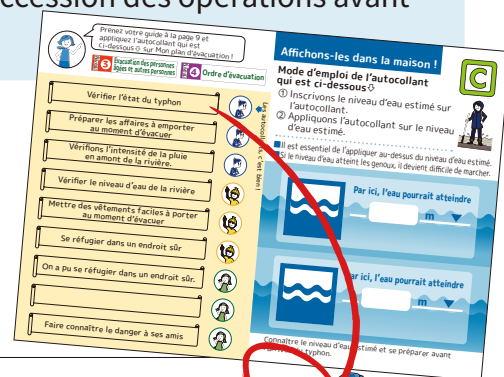 ccession des opérations avant
Prenez votre guide à la page 9 et
appliquez l'autocollant qui est
ci-dessous⇩ sur Mon plan d'évacuation !
3 Évacuation des personnes
âgées et autres personnes
4 Ordre d'évacuation
Vérifier l'état du typhon
Préparer les affaires à emporter
au moment d'évacuer
Vérifions l'intensité de la pluie
en amont de la rivière.
Vérifier le niveau d'eau de la rivière
Mettre des vêtements faciles à porter
au moment d'évacuer
Se réfugier dans un endroit sûr
On a pu se réfugier dans un endroit sûr.
Faire connaître le danger à ses amis
Les autocollants, c'est bien !
Affichons-les dans la maison !
C
Mode d'emploi de l'autocollant
qui est ci-dessous⇩
① Inscrivons le niveau d'eau estimé sur
l'autocollant.
② Appliquons l'autocollant sur le niveau
d'eau estimé.
■Il est essentiel de l'appliquer au-dessus du niveau d'eau estimé.
Si le niveau d'eau atteint les genoux, il devient difficile de marcher.
Par ici, l'eau pourrait atteindre
m
Par ici, l'eau pourrait atteindre
m
Connaître le niveau d'eau estimé et se préparer avant
du typhon.